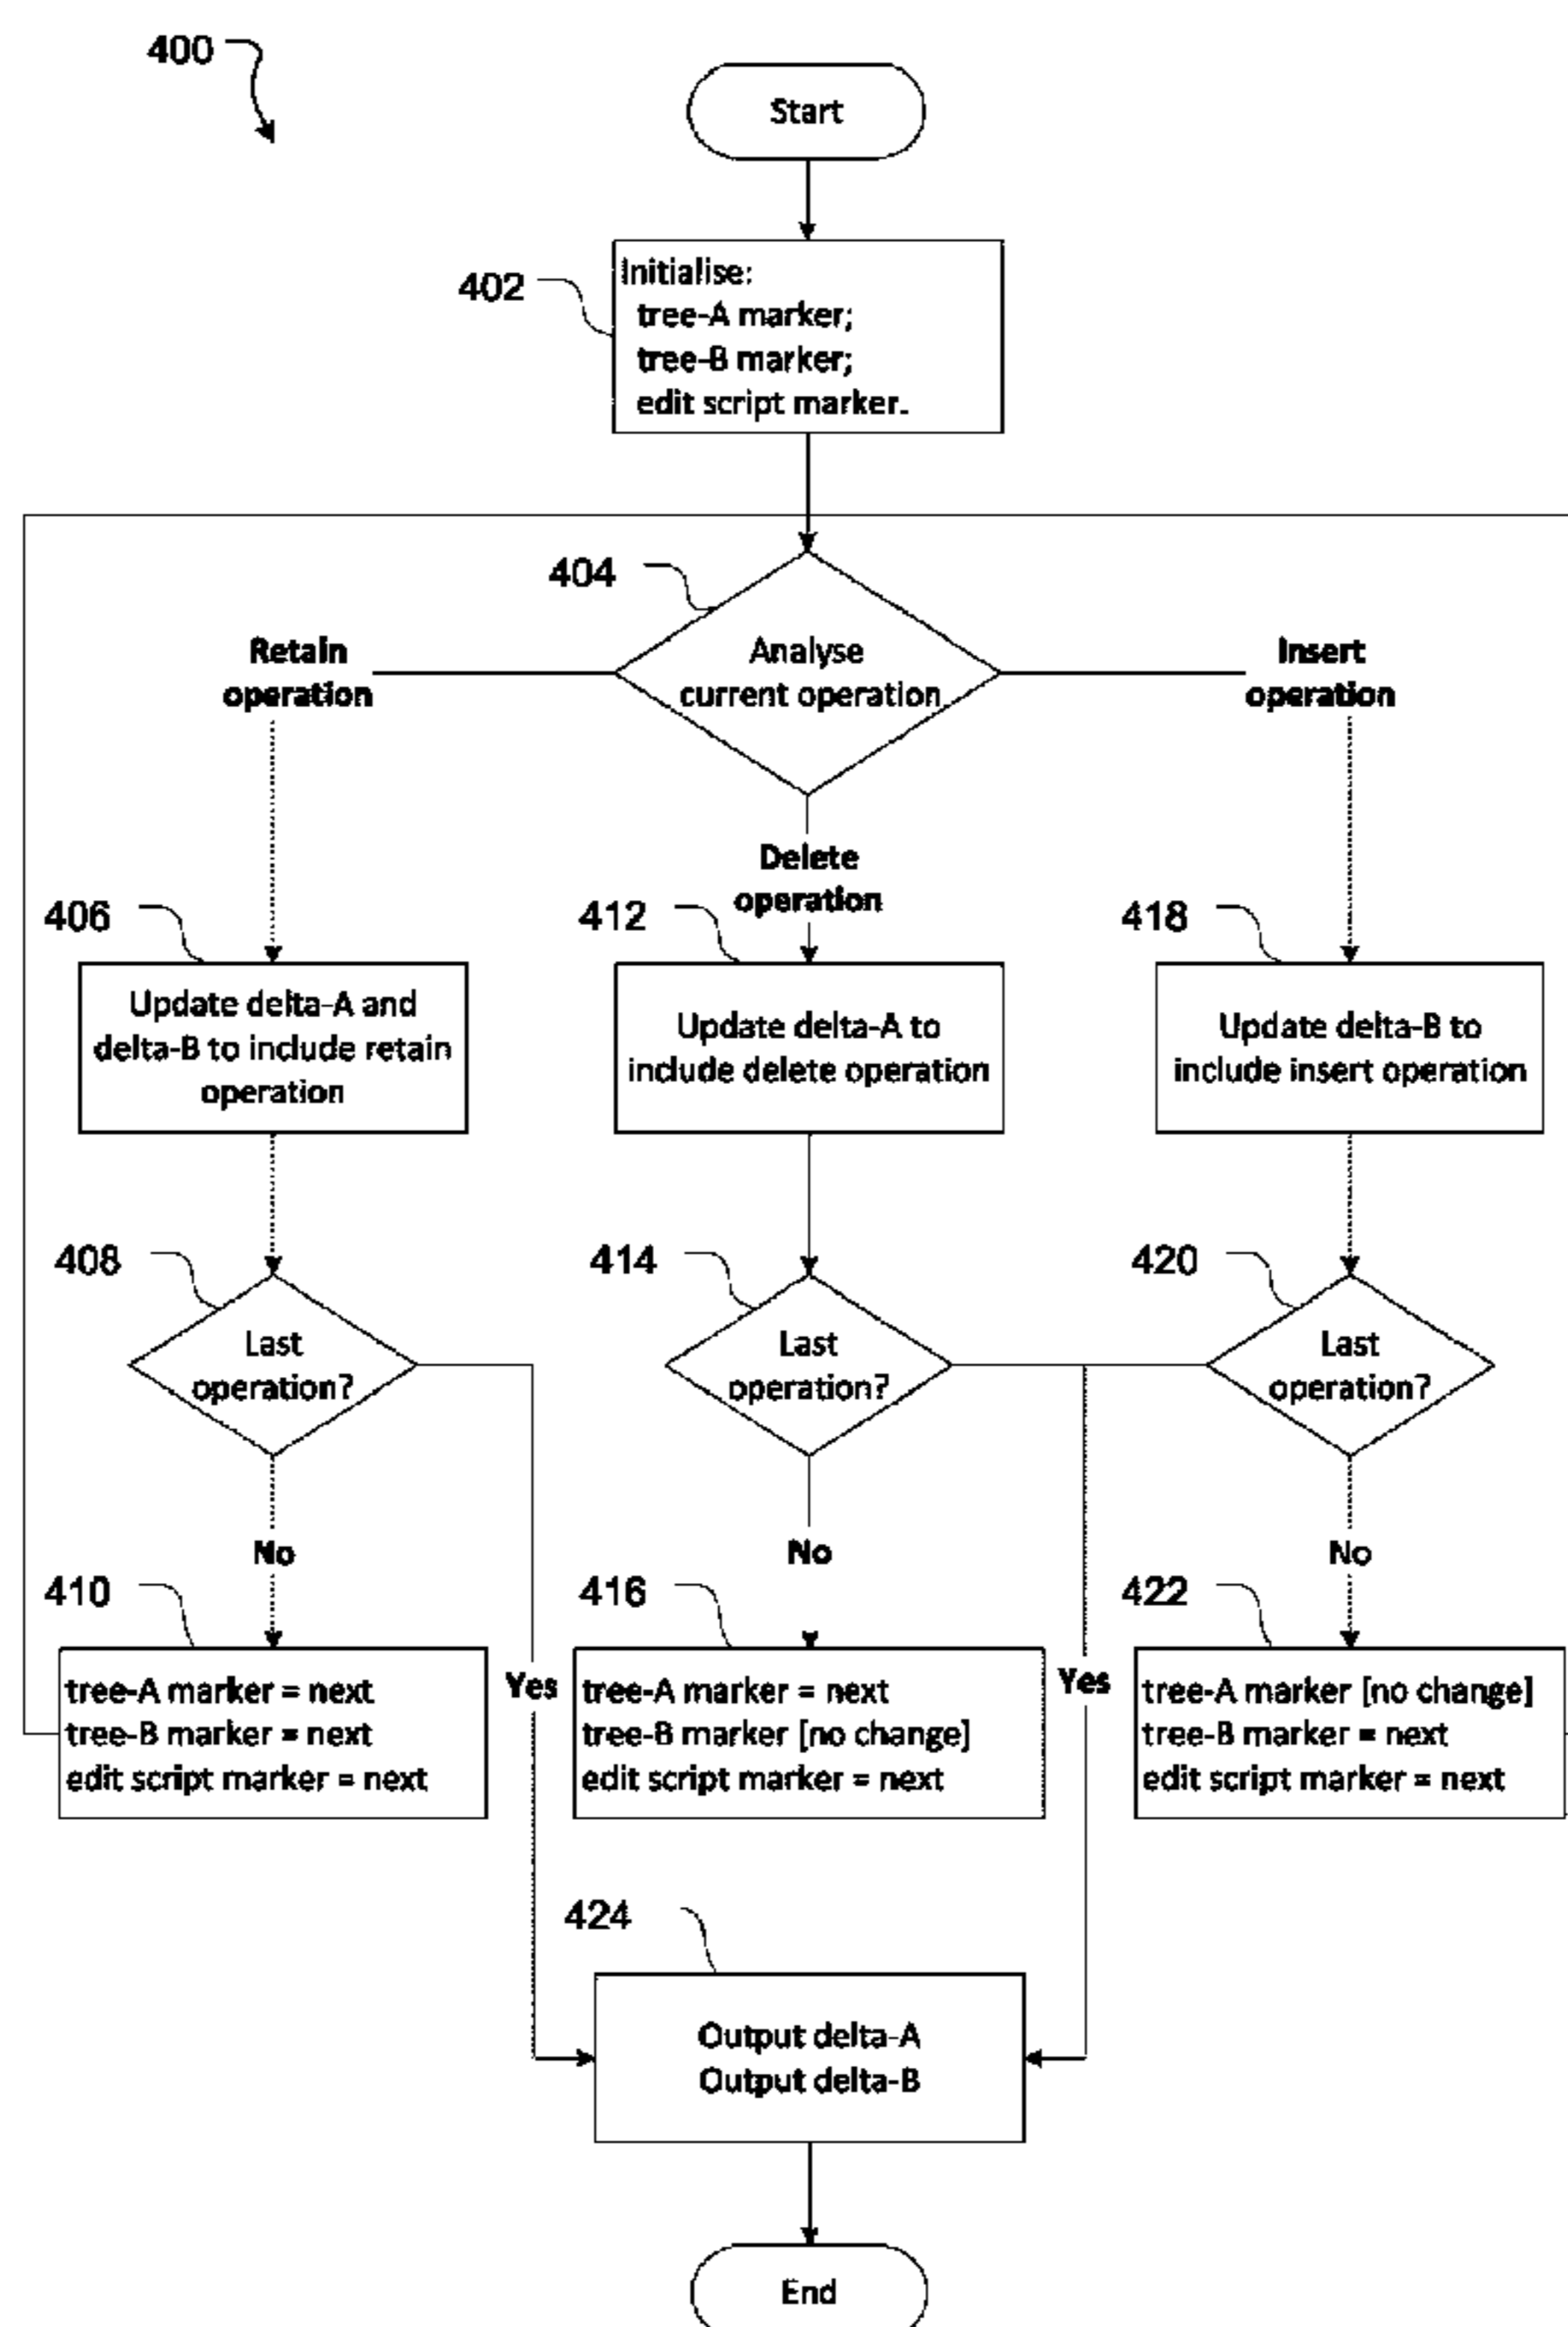 400
Start
402
Initialise:
tree-A marker;
tree-B marker;
edit script marker.
404
Analyse
current operation
Retain
operation
Insert
operation
Delete
operation
406
412
418
Update delta-A and
delta-B to include retain
operation
Update delta-A to
include delete operation
Update delta-B to
include insert operation
408
414
420
Last
operation?
Last
operation?
Last
operation?
No
No
No
410
416
422
tree-A marker = next
tree-B marker = next
edit script marker = next
Yes
tree-A marker = next
tree-B marker [no change]
edit script marker = next
Yes
tree-A marker [no change]
tree-B marker = next
edit script marker = next
424
Output delta-A
Output delta-B
End